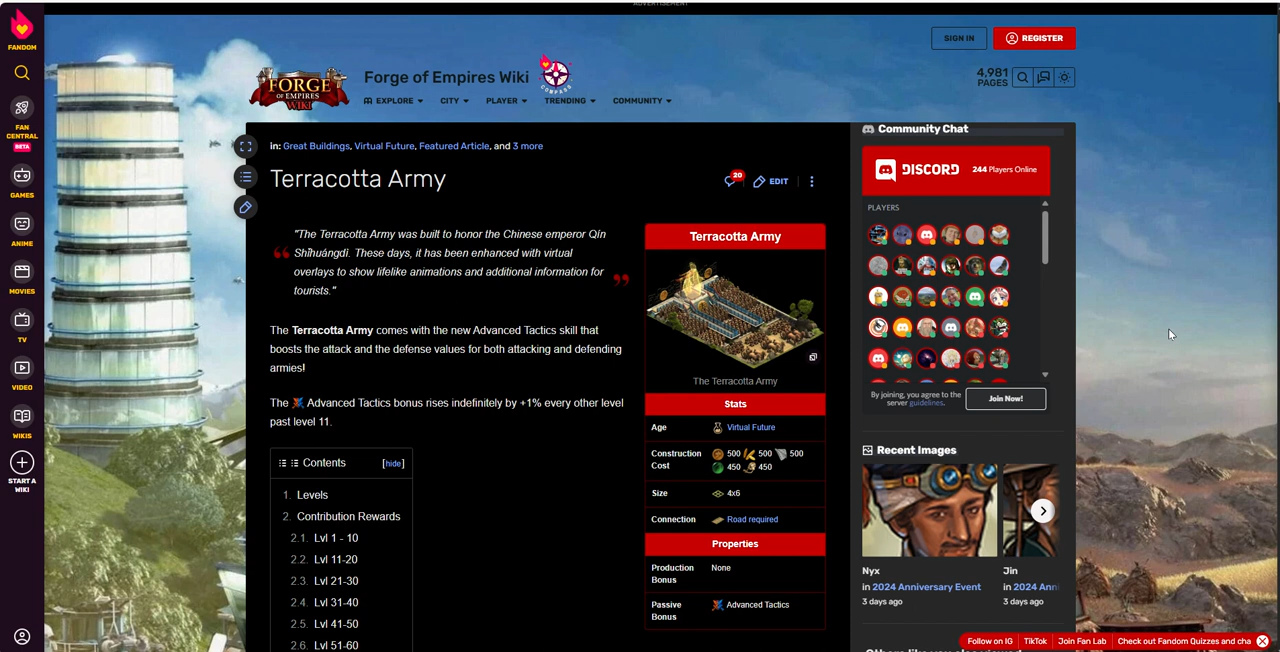 ADVERTISEMENT
FANDOM
FAN
CENTRAL
BETA
GAMES
ANIME
MOVIES
TV
VIDEO
WIKIS
START A
WIKI
SIGN IN
REGISTER
FORGE
OF EMPIRES
WIKI
Forge of Empires Wiki
COMPASS
4,981
PAGES
EXPLORE
CITY
PLAYER
TRENDING
COMMUNITY
in: Great Buildings, Virtual Future, Featured Article, and 3 more
Terracotta Army
20
EDIT
"The Terracotta Army was built to honor the Chinese emperor Qín
Shǐhuángdì. These days, it has been enhanced with virtual
overlays to show lifelike animations and additional information for
tourists."
The Terracotta Army comes with the new Advanced Tactics skill that
boosts the attack and the defense values for both attacking and defending
armies!
The Advanced Tactics bonus rises indefinitely by +1% every other level
past level 11.
Contents [hide]
1. Levels
2. Contribution Rewards
2.1. Lvl 1 - 10
2.2. Lvl 11-20
2.3. Lvl 21-30
2.4. Lvl 31-40
2.5. Lvl 41-50
2.6. Lvl 51-60
Terracotta Army
The Terracotta Army
Stats
Age Virtual Future
Construction
Cost
500 500 500
450 450
Size 4x6
Connection Road required
Properties
Production
Bonus
None
Passive
Bonus
Advanced Tactics
Community Chat
DISCORD 244 Players Online
PLAYERS
By joining, you agree to the
server guidelines.
Join Now!
Recent Images
Nyx
in 2024 Anniversary Event
3 days ago
Jin
in 2024 Ann
3 days ago
Follow on IG TikTok Join Fan Lab Check out Fandom Quizzes and cha